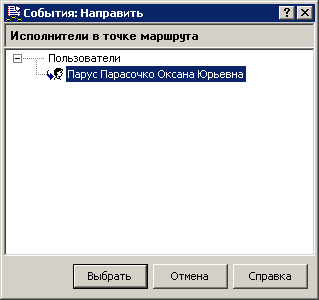 События: Направить
Исполнители в точке маршрута
Пользователи
Парус Парасочко Оксана Юрьевна
Выбрать Отмена Справка